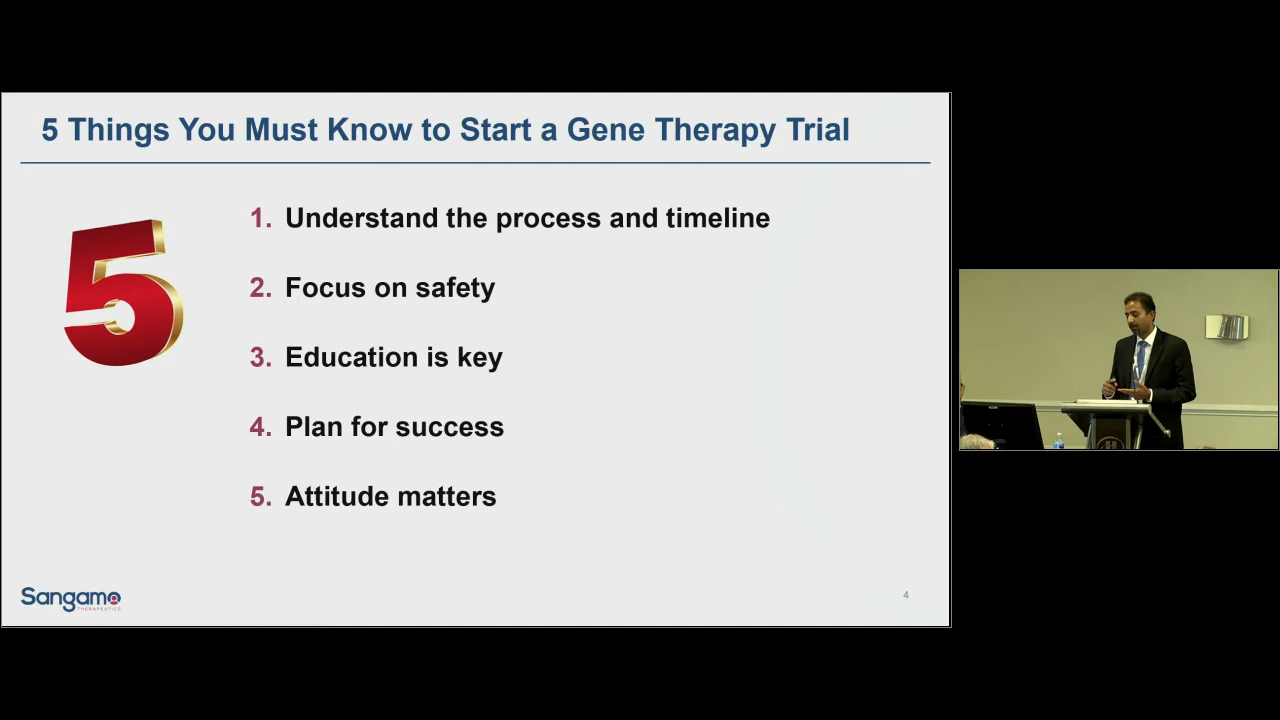 5 Things You Must Know to Start a Gene Therapy Trial
5
1. Understand the process and timeline
2. Focus on safety
3. Education is key
4. Plan for success
5. Attitude matters
Sangamo
THERAPEUTICS
4